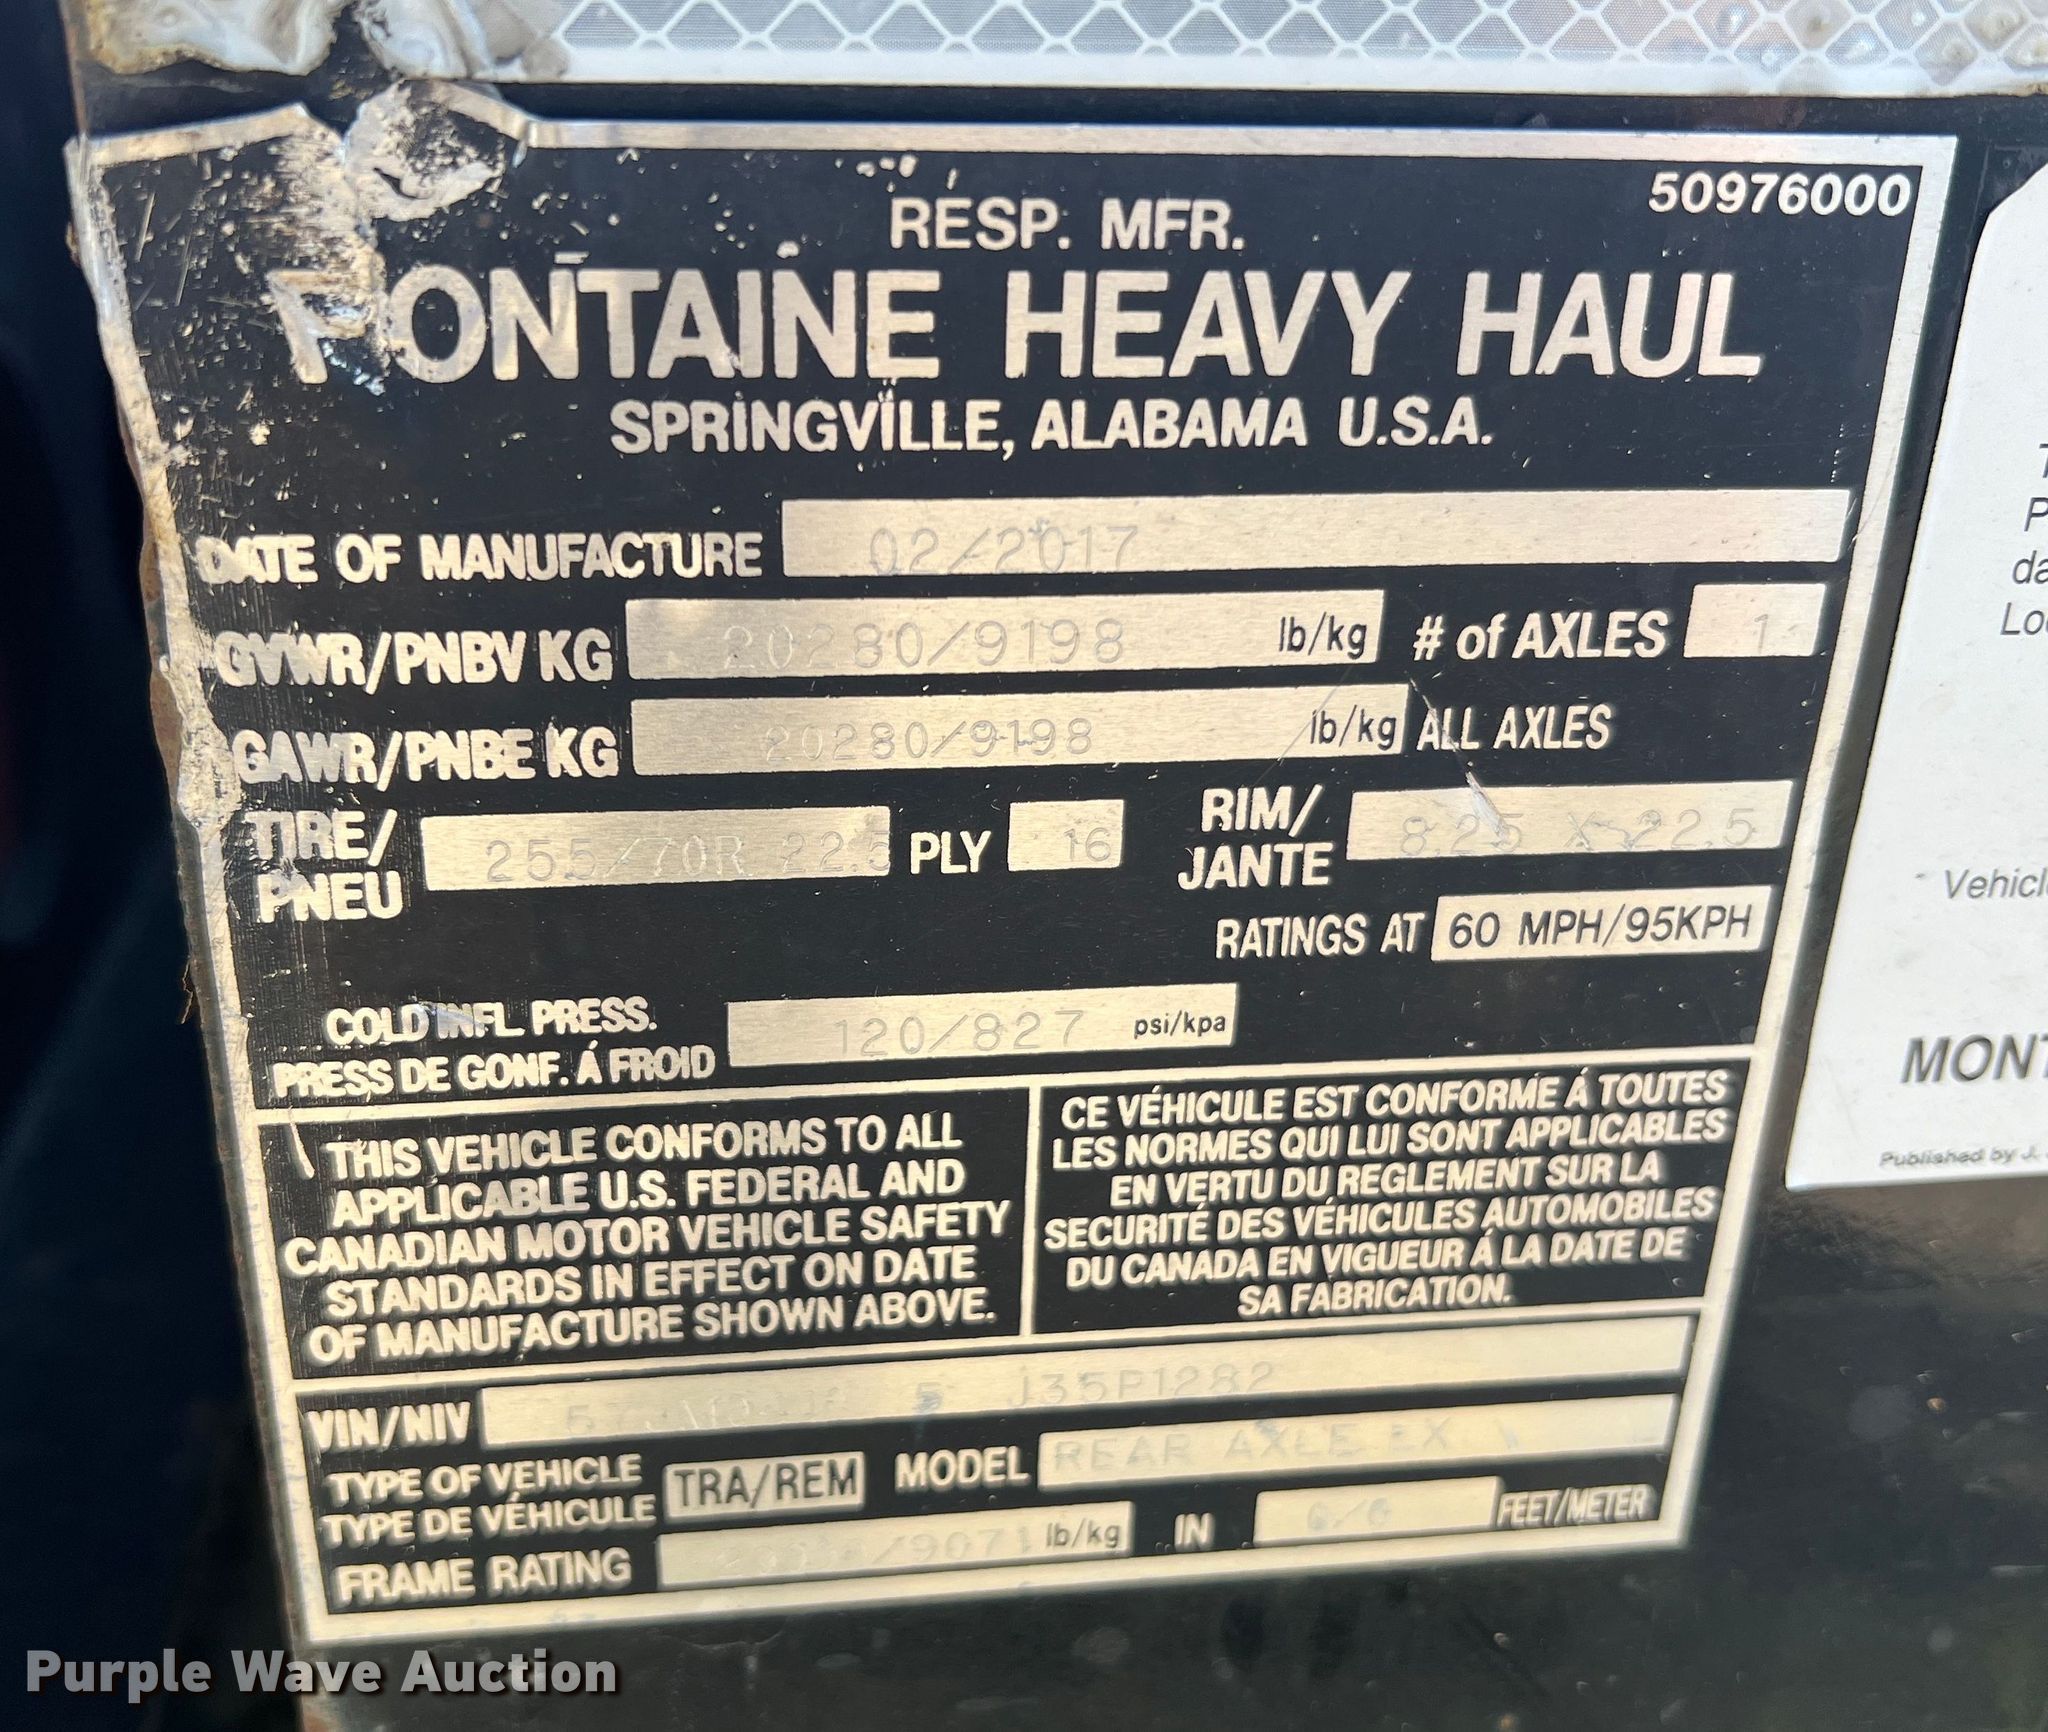 50976000
RESP. MFR.
FONTAINE HEAVY HAUL
SPRINGVILLE, ALABAMA U.S.A.
DATE OF MANUFACTURE 02/2017
GVWR/PNBV KG 20280/9198 lb/kg # of AXLES 1
GAWR/PNBE KG 20280/9198 lb/kg ALL AXLES
TIRE/ PNEU 255/70R 22.5 PLY 16 RIM/ JANTE 8.25 X 22.5
RATINGS AT 60 MPH/95KPH
COLD INFL. PRESS.
PRESS DE GONF. Á FROID 120/827 psi/kpa
THIS VEHICLE CONFORMS TO ALL
APPLICABLE U.S. FEDERAL AND
CANADIAN MOTOR VEHICLE SAFETY
STANDARDS IN EFFECT ON DATE
OF MANUFACTURE SHOWN ABOVE.
CE VÉHICULE EST CONFORME Á TOUTES
LES NORMES QUI LUI SONT APPLICABLES
EN VERTU DU REGLEMENT SUR LA
SECURITÉ DES VÉHICULES AUTOMOBILES
DU CANADA EN VIGUEUR Á LA DATE DE
SA FABRICATION.
VIN/NIV J35P1282
TYPE OF VEHICLE
TYPE DE VÉHICULE TRA/REM MODEL REAR AXLE EX
FRAME RATING lb/kg IN FEET/METER
Published by J.
Purple Wave Auction